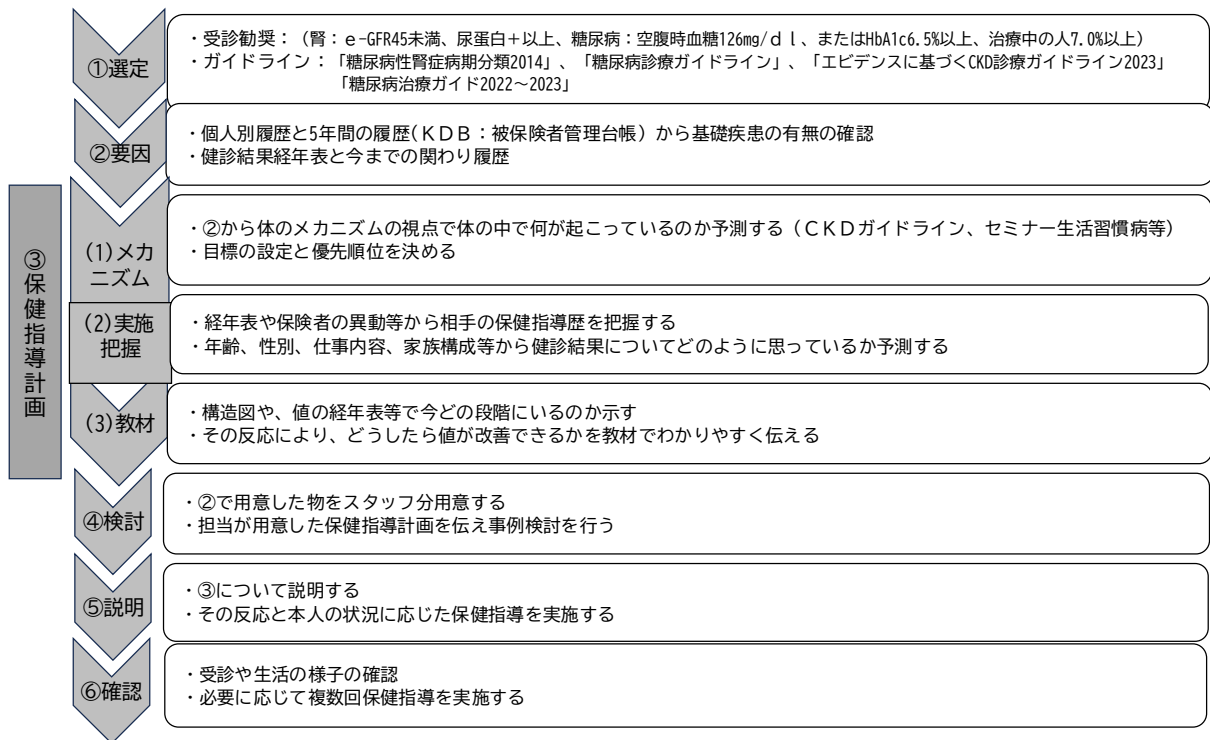 ①選定
・受診勧奨：（腎：e-GFR45未満、尿蛋白＋以上、糖尿病：空腹時血糖126mg/dl、またはHbA1c6.5%以上、治療中の人7.0%以上）
・ガイドライン：「糖尿病性腎症病期分類2014」、「糖尿病診療ガイドライン」、「エビデンスに基づくCKD診療ガイドライン2023」
「糖尿病治療ガイド2022～2023」
②要因
・個人別履歴と5年間の履歴(ＫＤＢ：被保険者管理台帳）から基礎疾患の有無の確認
・健診結果経年表と今までの関わり履歴
③保健指導計画
(1)メカ
ニズム
・②から体のメカニズムの視点で体の中で何が起こっているのか予測する（ＣＫＤガイドライン、セミナー生活習慣病等）
・目標の設定と優先順位を決める
(2)実施
把握
・経年表や保険者の異動等から相手の保健指導歴を把握する
・年齢、性別、仕事内容、家族構成等から健診結果についてどのように思っているか予測する
(3)教材
・構造図や、値の経年表等で今どの段階にいるのか示す
・その反応により、どうしたら値が改善できるかを教材でわかりやすく伝える
④検討
・②で用意した物をスタッフ分用意する
・担当が用意した保健指導計画を伝え事例検討を行う
⑤説明
・③について説明する
・その反応と本人の状況に応じた保健指導を実施する
⑥確認
・受診や生活の様子の確認
・必要に応じて複数回保健指導を実施する